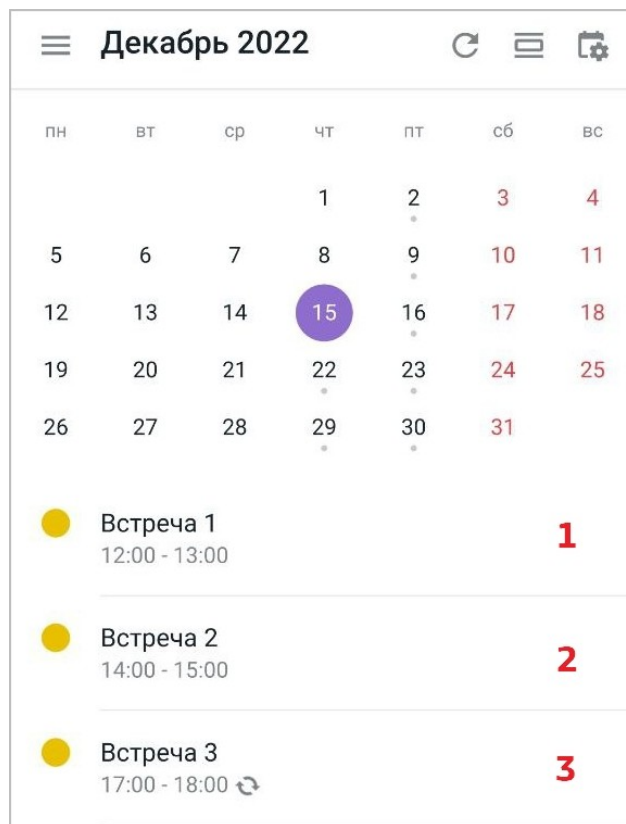 Декабрь 2022
пн вт ср чт пт сб вс
1 2 3 4
5 6 7 8 9 10 11
12 13 14 15 16 17 18
19 20 21 22 23 24 25
26 27 28 29 30 31
Встреча 1
12:00 - 13:00
1
Встреча 2
14:00 - 15:00
2
Встреча 3
17:00 - 18:00
3